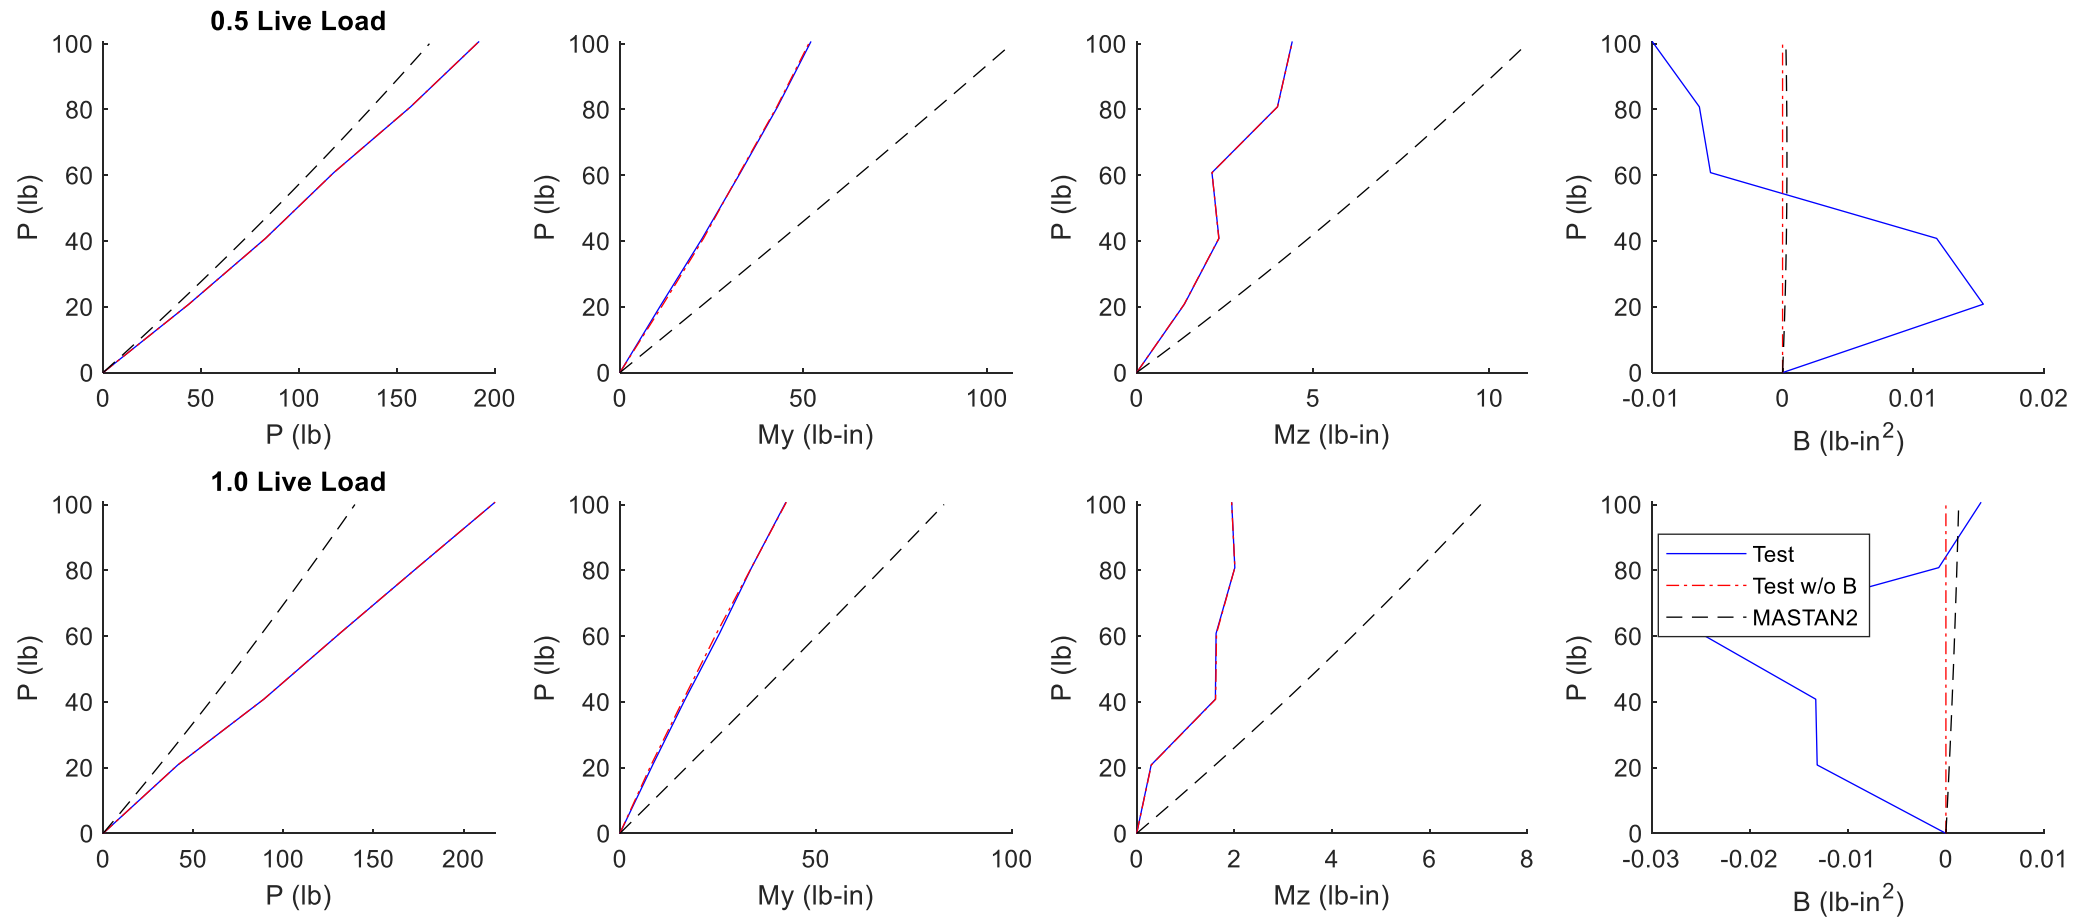 0.5 Live Load
100
80
60
40
20
0
P (lb)
0 50 100 150 200
P (lb)
100
80
60
40
20
0
P (lb)
0 50 100
My (lb-in)
100
80
60
40
20
0
P (lb)
0 5 10
Mz (lb-in)
100
80
60
40
20
0
P (lb)
-0.01 0 0.01 0.02
B (lb-in²)
1.0 Live Load
100
80
60
40
20
0
P (lb)
0 50 100 150 200
P (lb)
100
80
60
40
20
0
P (lb)
0 50 100
My (lb-in)
100
80
60
40
20
0
P (lb)
0 2 4 6 8
Mz (lb-in)
100
80
60
40
20
0
P (lb)
Test
Test w/o B
MASTAN2
-0.03 -0.02 -0.01 0 0.01
B (lb-in²)